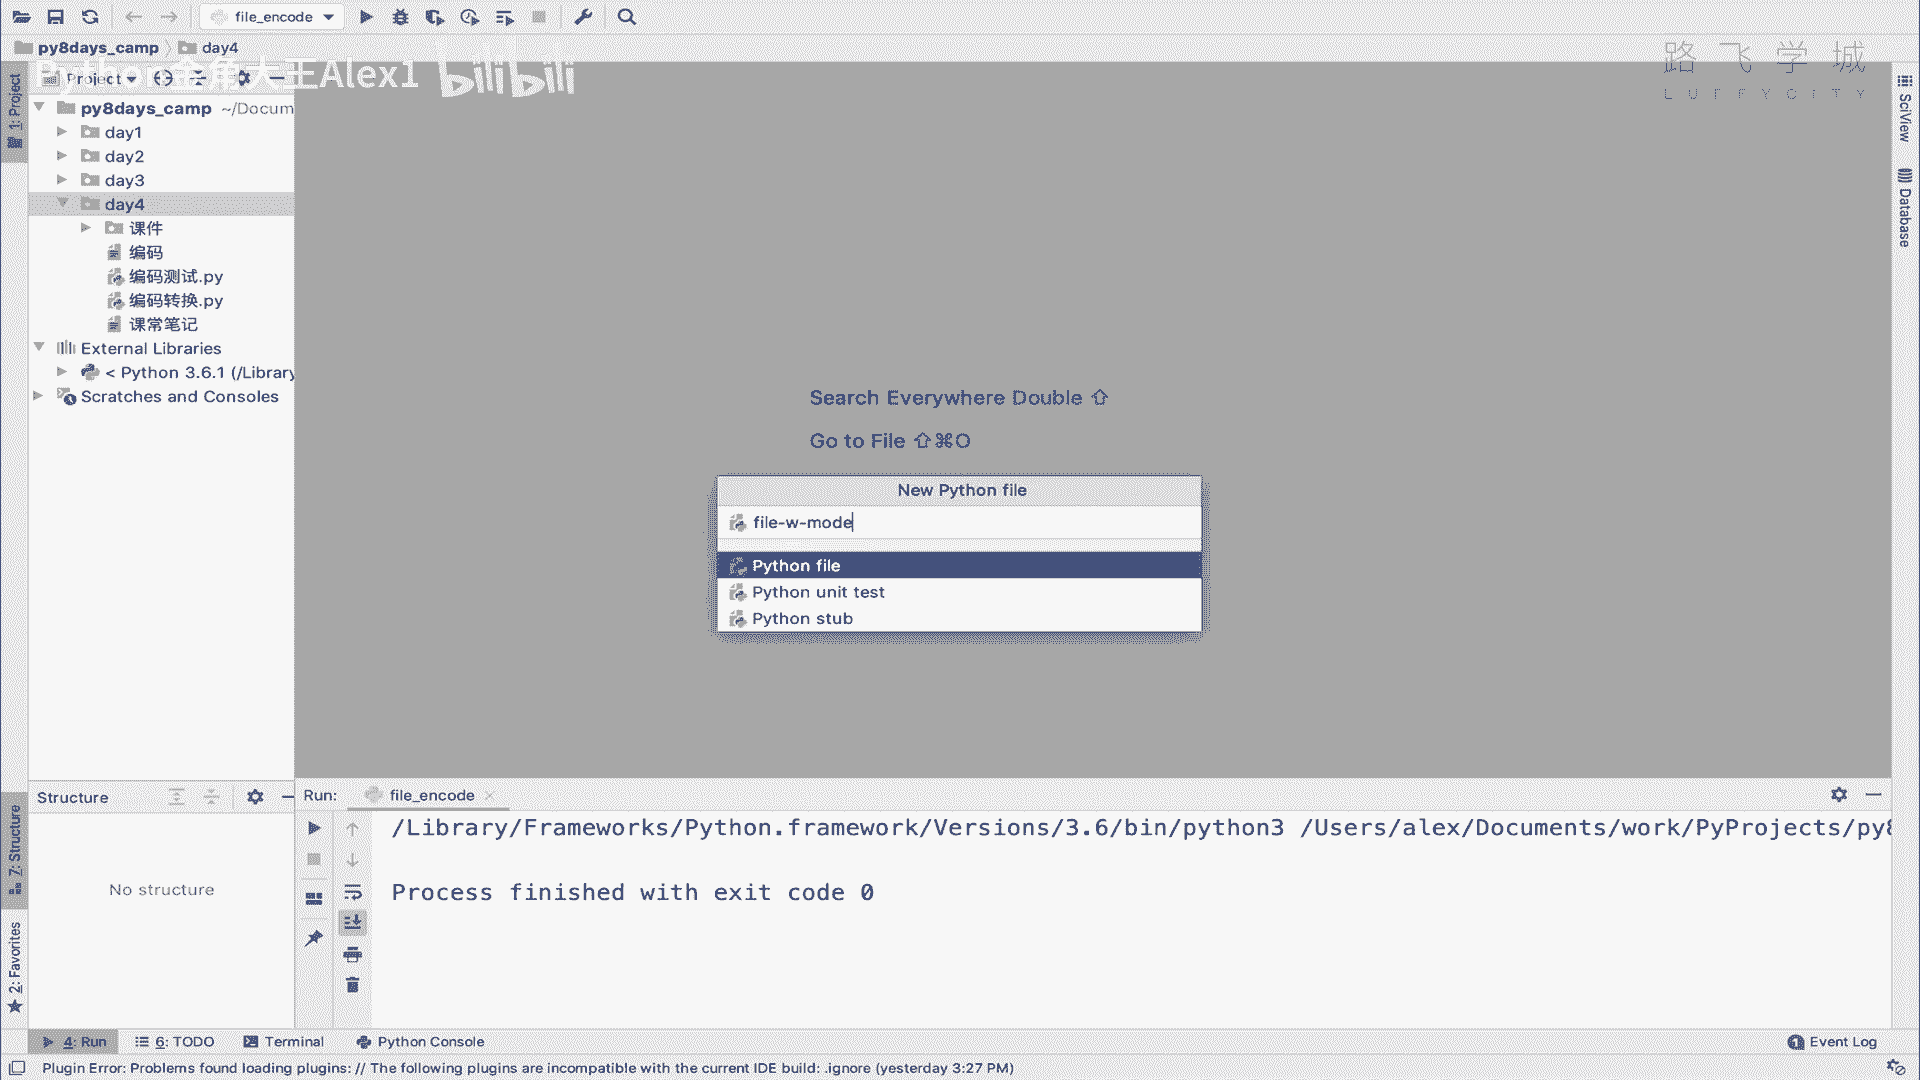 file_encode
py8days_camp day4
Python全角大王Alex1 bilibili
路飞学城
LUFFYCITY
1: Project
Project
py8days_camp ~/Docum
day1
day2
day3
day4
课件
编码
编码测试.py
编码转换.py
课常笔记
External Libraries
< Python 3.6.1 (/Library
Scratches and Consoles
SciView
Database
Search Everywhere Double ⇧
Go to File ⇧⌘O
New Python file
file-w-mode
Python file
Python unit test
Python stub
7: Structure
2: Favorites
Structure
No structure
Run: file_encode
/Library/Frameworks/Python.framework/Versions/3.6/bin/python3 /Users/alex/Documents/work/PyProjects/py8
Process finished with exit code 0
4: Run 6: TODO Terminal Python Console Event Log
Plugin Error: Problems found loading plugins: // The following plugins are incompatible with the current IDE build: .ignore (yesterday 3:27 PM)